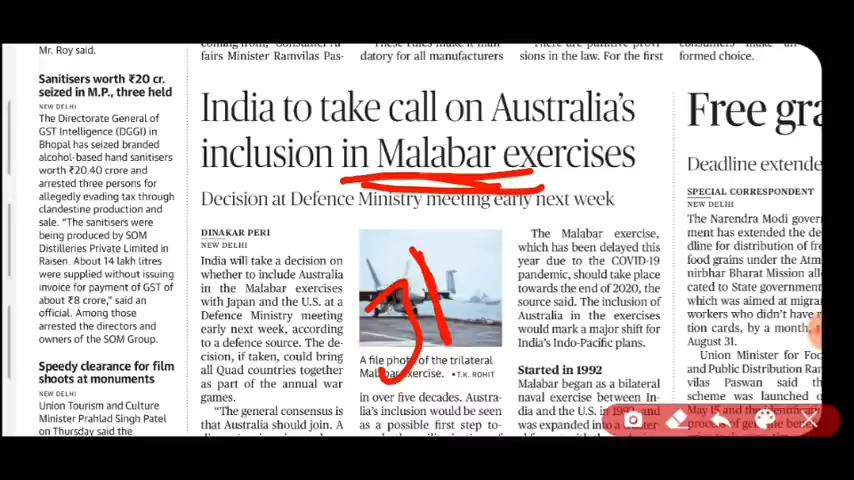 Mr. Roy said.
Sanitisers worth ₹20 cr.
seized in M.P., three held
NEW DELHI
The Directorate General of
GST Intelligence (DGGI) in
Bhopal has seized branded
alcohol-based hand sanitisers
worth ₹20.40 crore and
arrested three persons for
allegedly evading tax through
clandestine production and
sale. "The sanitisers were
being produced by SOM
Distilleries Private Limited in
Raisen. About 14 lakh litres
were supplied without issuing
invoice for payment of GST of
about ₹8 crore," said an
official. Among those
arrested the directors and
owners of the SOM Group.
Speedy clearance for film
shoots at monuments
NEW DELHI
Union Tourism and Culture
Minister Prahlad Singh Patel
on Thursday said the
fairs Minister Ramvilas Pas-
datory for all manufacturers
sions in the law. For the first
formed choice.
India to take call on Australia's
inclusion in Malabar exercises
Decision at Defence Ministry meeting early next week
DINAKAR PERI
NEW DELHI
India will take a decision on
whether to include Australia
in the Malabar exercises
with Japan and the U.S. at a
Defence Ministry meeting
early next week, according
to a defence source. The de-
cision, if taken, could bring
all Quad countries together
as part of the annual war
games.
"The general consensus is
that Australia should join. A
A file photo of the trilateral
Malabar exercise. •T.K. ROHIT
in over five decades. Austra-
lia's inclusion would be seen
as a possible first step to-
The Malabar exercise,
which has been delayed this
year due to the COVID-19
pandemic, should take place
towards the end of 2020, the
source said. The inclusion of
Australia in the exercises
would mark a major shift for
India's Indo-Pacific plans.
Started in 1992
Malabar began as a bilateral
naval exercise between In-
dia and the U.S. in 1992, and
was expanded into a
Free gra
Deadline extende
SPECIAL CORRESPONDENT
NEW DELHI
The Narendra Modi gover
ment has extended the de
dline for distribution of fre
food grains under the Atm
nirbhar Bharat Mission allo
cated to State government
which was aimed at migra
workers who didn't have r
tion cards, by a month,
August 31.
Union Minister for Foo
and Public Distribution Ram
vilas Paswan said th
scheme was launched o
May 15 and the